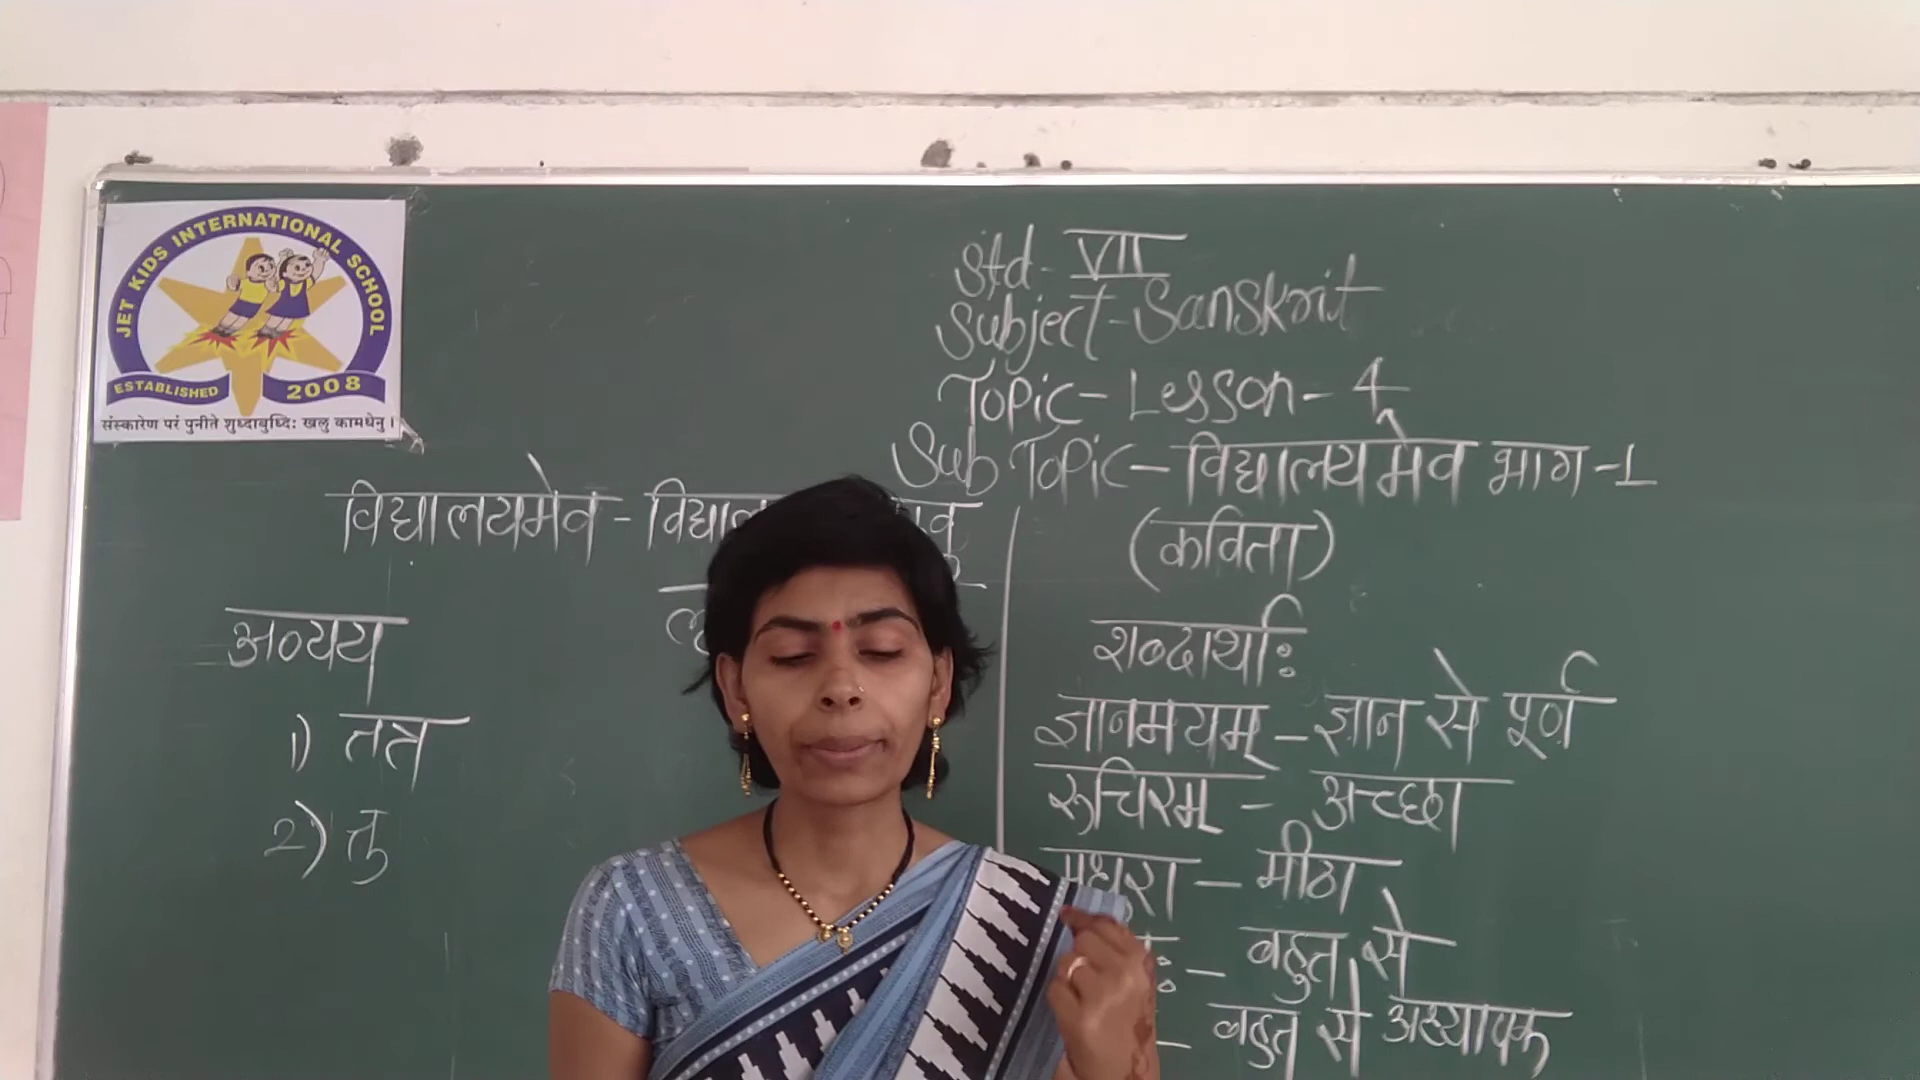 JET KIDS INTERNATIONAL SCHOOL
ESTABLISHED 2008
संस्कारेण परं पुनीते शुध्दाबुध्दिः खलु कामधेनु ।
Std - VII
Subject - Sanskrit
Topic - Lesson - 4
Sub Topic - विद्यालयमेव भाग - 1
(कविता)
विद्यालयमेव -
अव्यय
1) तत्र
2) तु
शब्दार्थाः
ज्ञानमयम् - ज्ञान से पूर्ण
रुचिरम् - अच्छा
मधुरा - मीठा
- बहुत से
- बहुत से अध्यापक